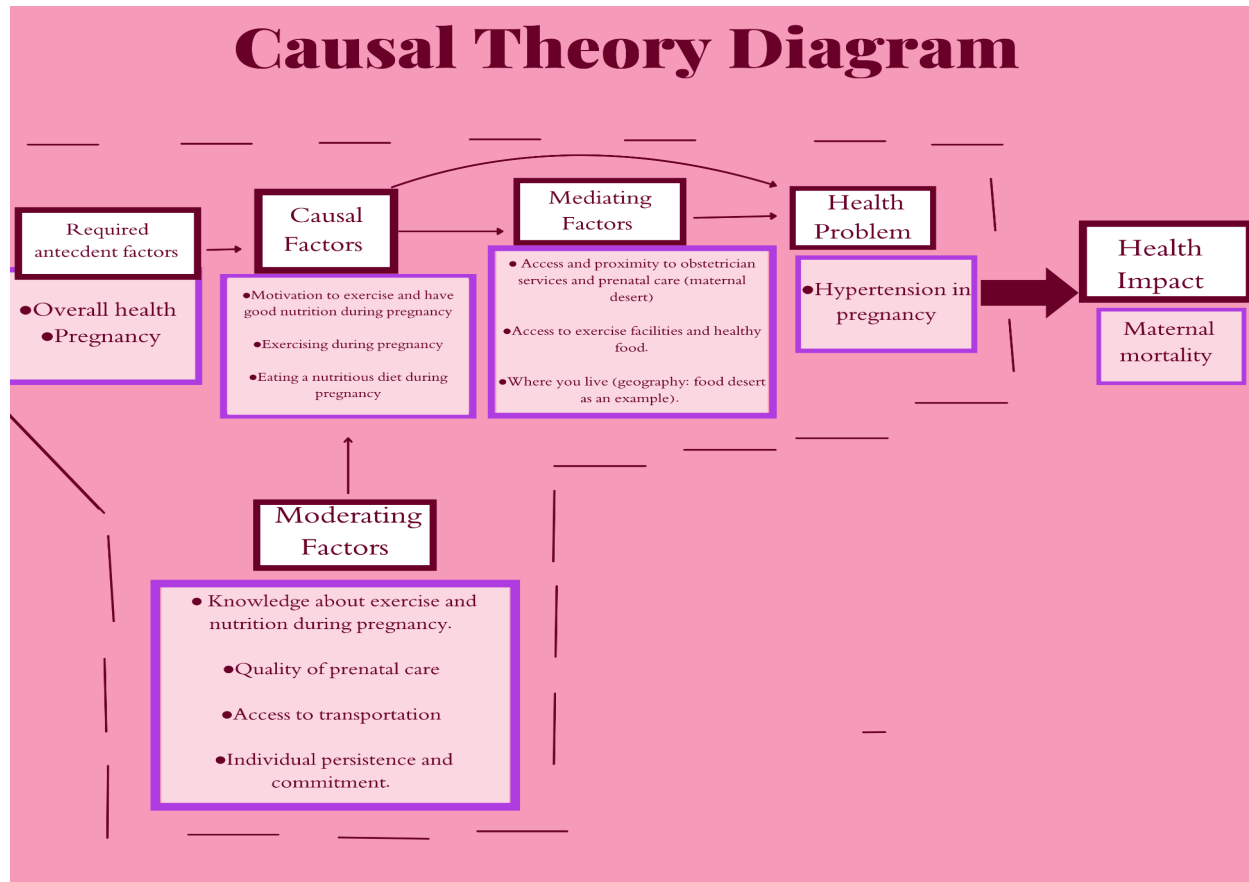 Causal Theory Diagram
Required
antecdent factors
●Overall health
●Pregnancy
Causal
Factors
●Motivation to exercise and have
good nutrition during pregnancy
●Exercising during pregnancy
●Eating a nutritious diet during
pregnancy
Mediating
Factors
● Access and proximity to obstetrician
services and prenatal care (maternal
desert)
●Access to exercise facilities and healthy
food.
●Where you live (geography: food desert
as an example).
Health
Problem
●Hypertension in
pregnancy
Health
Impact
Maternal
mortality
Moderating
Factors
● Knowledge about exercise and
nutrition during pregnancy.
●Quality of prenatal care
●Access to transportation
●Individual persistence and
commitment.